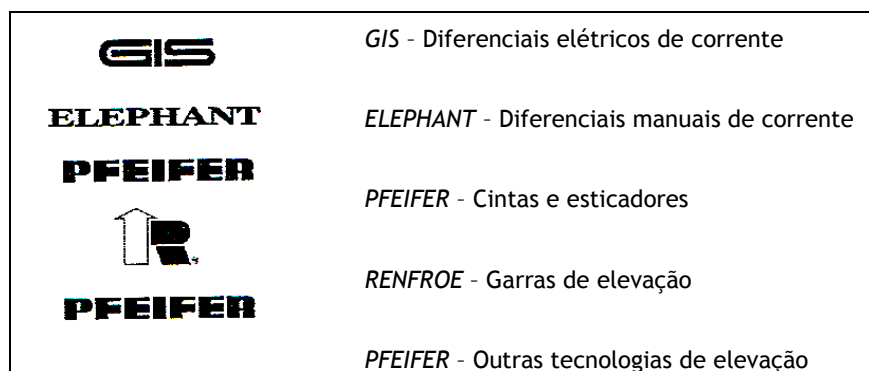 GIS
GIS – Diferenciais elétricos de corrente
ELEPHANT
ELEPHANT – Diferenciais manuais de corrente
PFEIFER
PFEIFER – Cintas e esticadores
R
RENFROE – Garras de elevação
PFEIFER
PFEIFER – Outras tecnologias de elevação